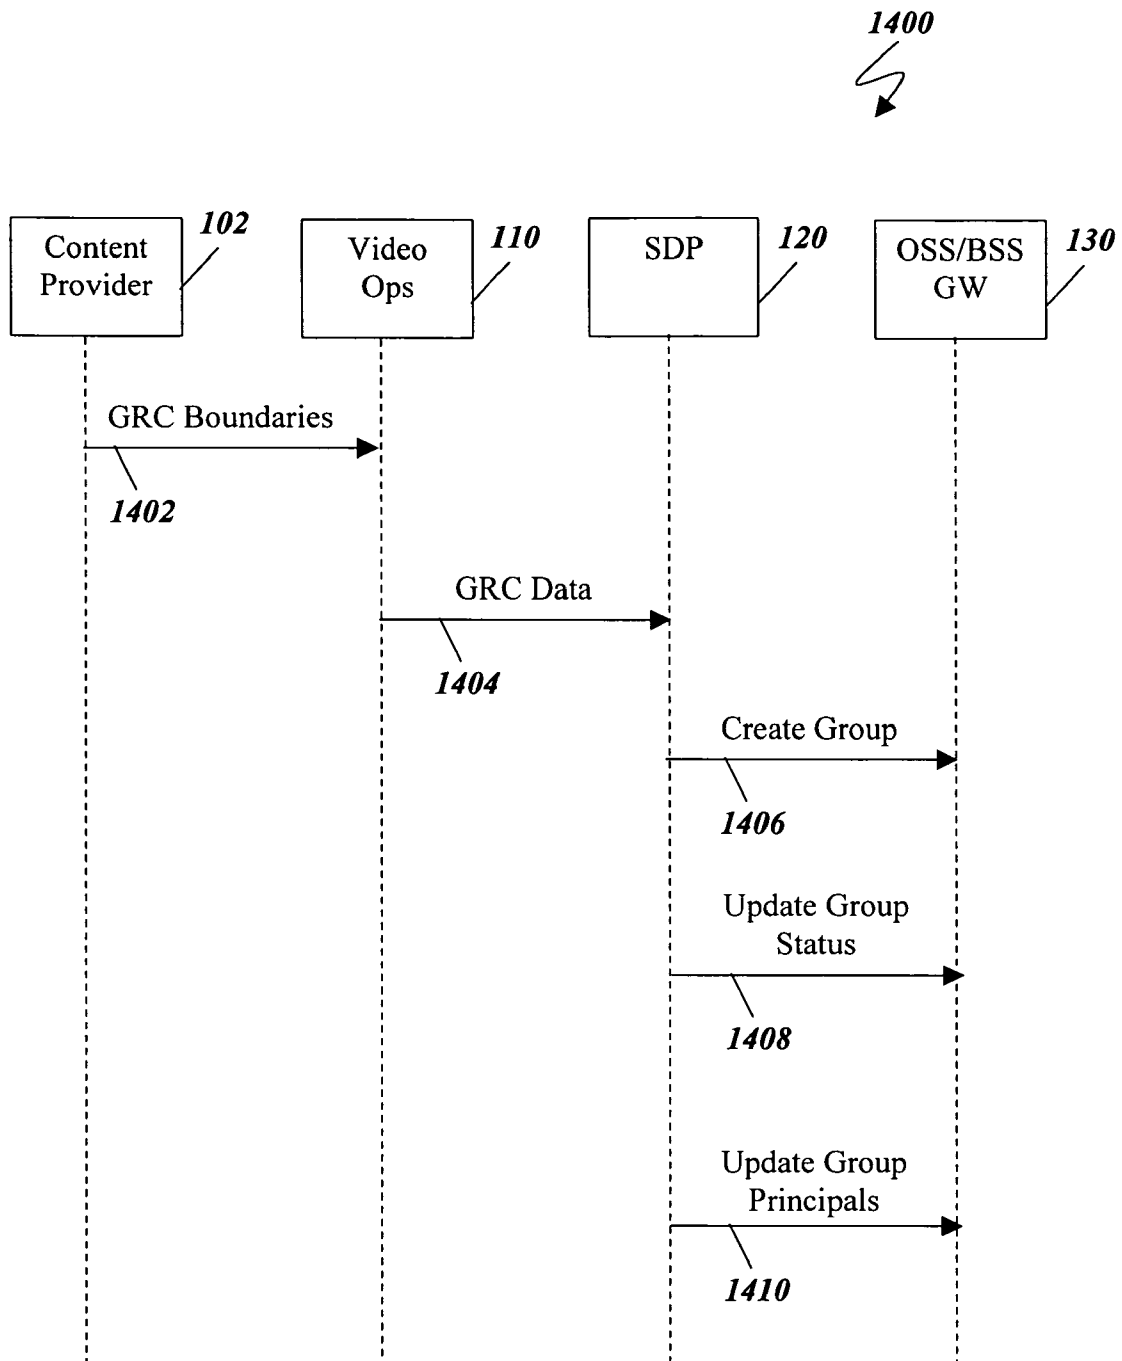 1400
Content
Provider
102
Video
Ops
110
SDP
120
OSS/BSS
GW
130
GRC Boundaries
1402
GRC Data
1404
Create Group
1406
Update Group
Status
1408
Update Group
Principals
1410